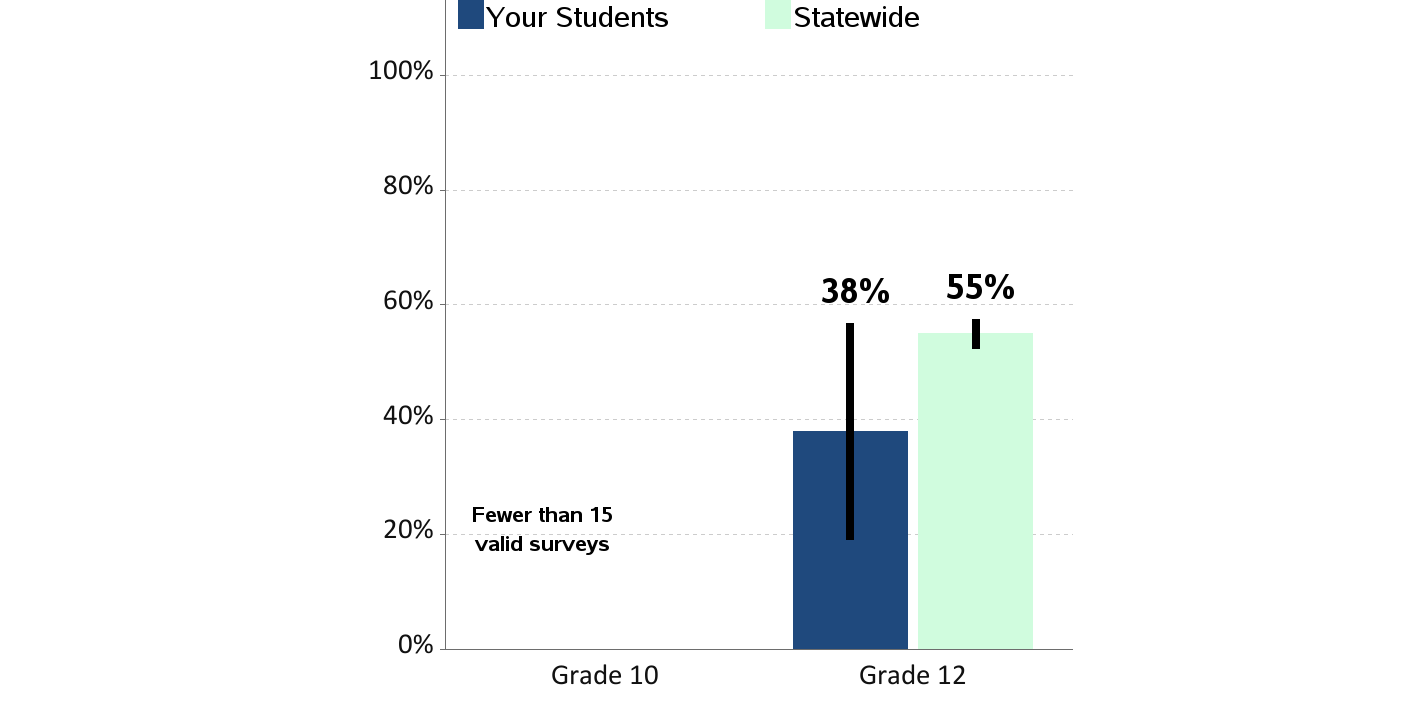 Your Students Statewide
100%
80%
60%
40%
20%
0%
38% 55%
Fewer than 15
valid surveys
Grade 10 Grade 12